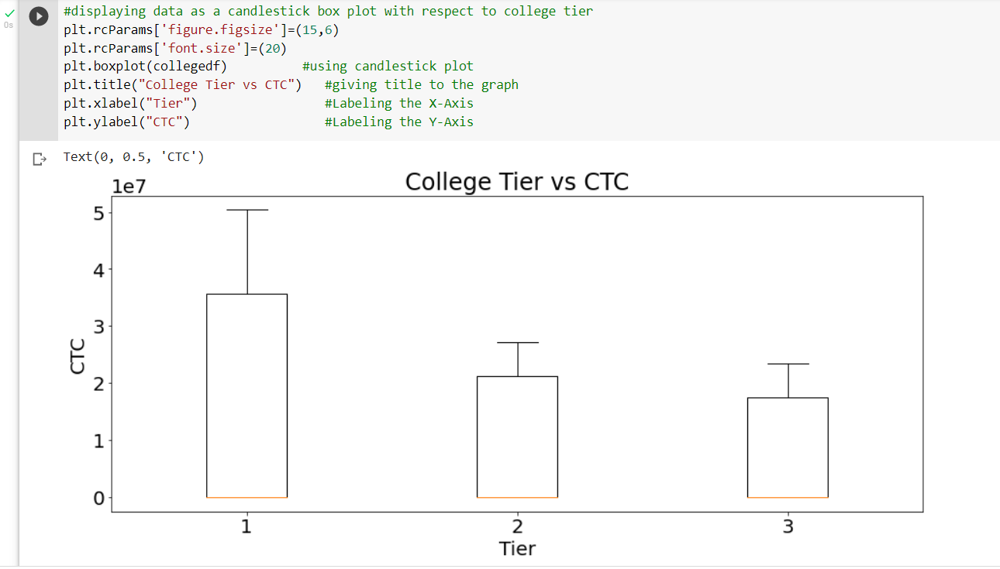 #displaying data as a candlestick box plot with respect to college tier
0s
plt.rcParams['figure.figsize']=(15,6)
plt.rcParams['font.size']=(20)
plt.boxplot(collegedf) #using candlestick plot
plt.title("College Tier vs CTC") #giving title to the graph
plt.xlabel("Tier") #Labeling the X-Axis
plt.ylabel("CTC") #Labeling the Y-Axis
Text(0, 0.5, 'CTC')
1e7
College Tier vs CTC
5
4
3
2
1
0
CTC
1 2 3
Tier